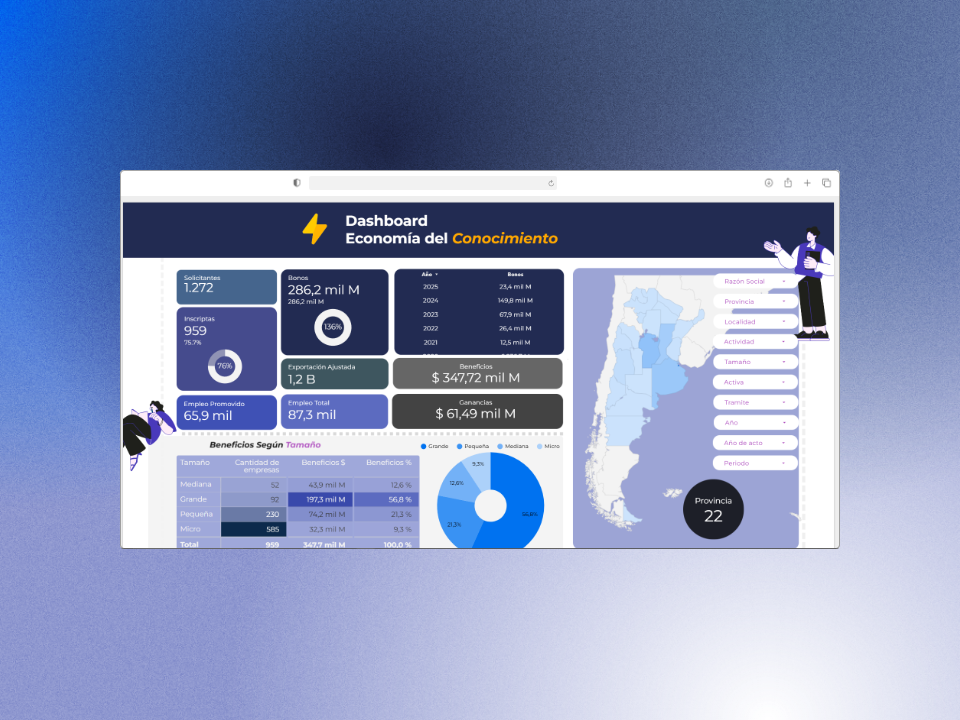 Dashboard
Economía del Conocimiento
Solicitantes
1.272
Inscriptas
959
75.7%
76%
Empleo Promovido
65,9 mil
Bonos
286,2 mil M
286,2 mil M
136%
Exportación Ajustada
1,2 B
Empleo Total
87,3 mil
Año Bonos
2025 23,4 mil M
2024 149,8 mil M
2023 67,9 mil M
2022 26,4 mil M
2021 12,5 mil M
Beneficios
$ 347,72 mil M
Ganancias
$ 61,49 mil M
Beneficios Según Tamaño
Tamaño Cantidad de empresas Beneficios $ Beneficios %
Mediana 52 43,9 mil M 12,6 %
Grande 92 197,3 mil M 56,8 %
Pequeña 230 74,2 mil M 21,3 %
Micro 585 32,3 mil M 9,3 %
Total 959 347,7 mil M 100,0 %
Grande Pequeña Mediana Micro
9,3%
12,6%
21,3%
56,8%
Razón Social
Provincia
Localidad
Actividad
Tamaño
Activa
Tramite
Año
Año de acto
Periodo
Provincia
22